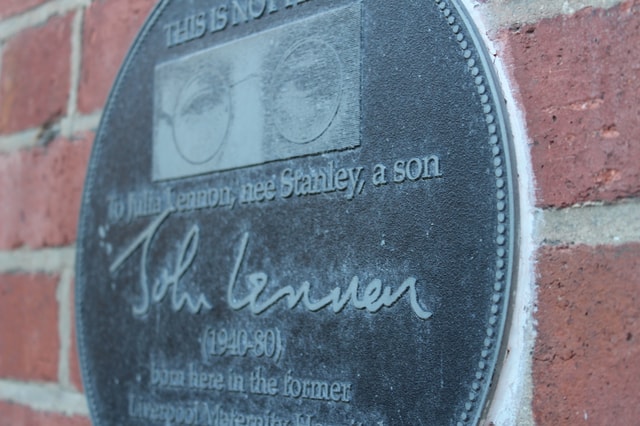 THIS IS NOT
To Julia Lennon, nee Stanley, a son
John Lennon
(1940-80)
born here in the former
Liverpool Maternity